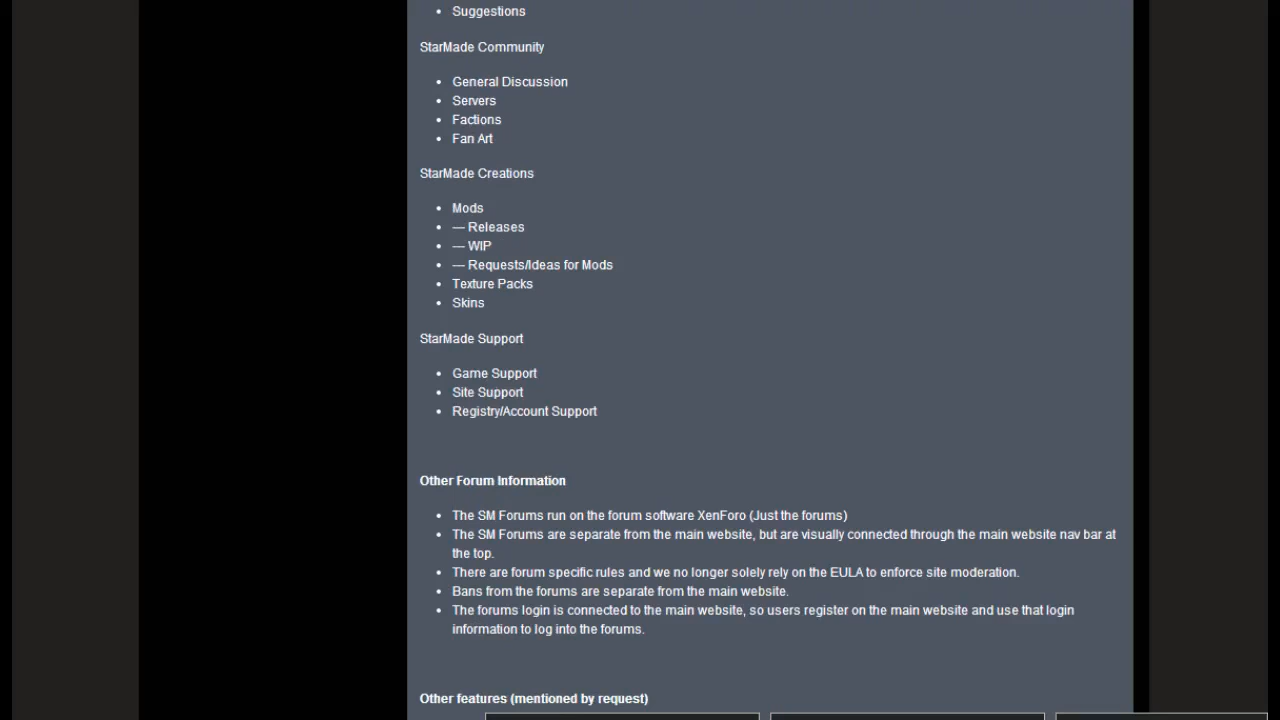 • Suggestions
StarMade Community
• General Discussion
• Servers
• Factions
• Fan Art
StarMade Creations
• Mods
• — Releases
• — WIP
• — Requests/Ideas for Mods
• Texture Packs
• Skins
StarMade Support
• Game Support
• Site Support
• Registry/Account Support
Other Forum Information
• The SM Forums run on the forum software XenForo (Just the forums)
• The SM Forums are separate from the main website, but are visually connected through the main website nav bar at
the top.
• There are forum specific rules and we no longer solely rely on the EULA to enforce site moderation.
• Bans from the forums are separate from the main website.
• The forums login is connected to the main website, so users register on the main website and use that login
information to log into the forums.
Other features (mentioned by request)